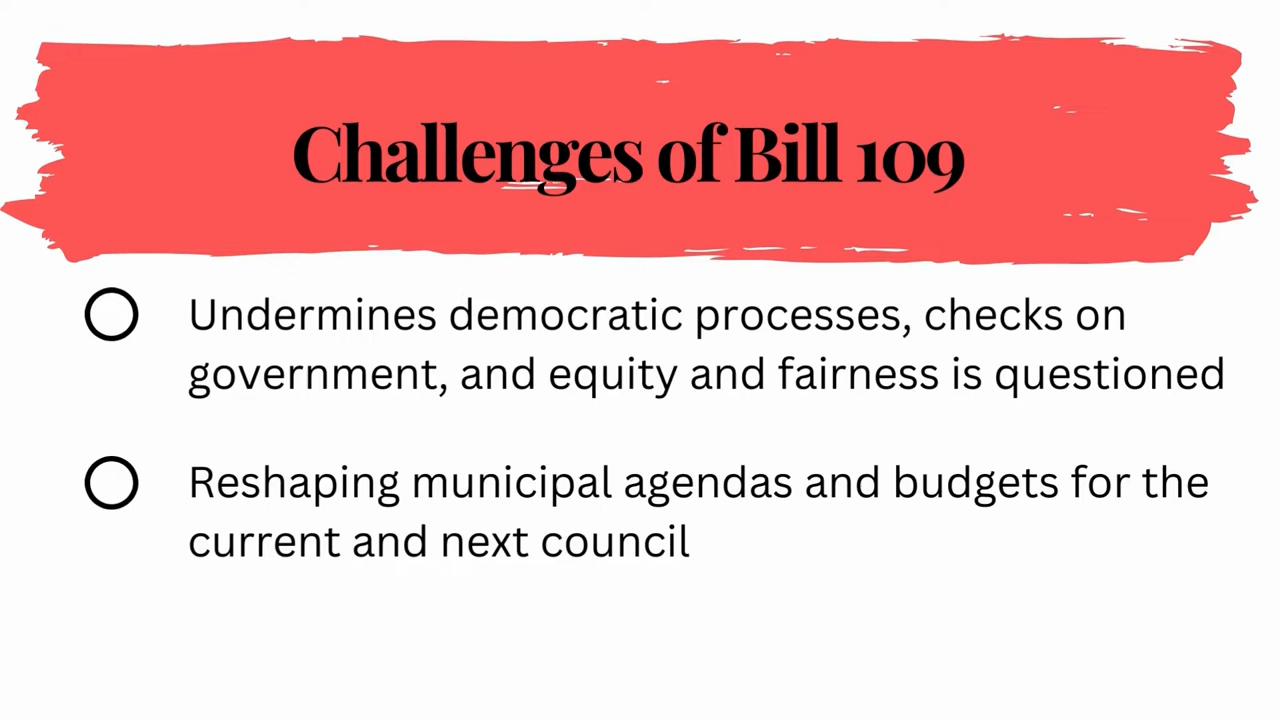 Challenges of Bill 109
Undermines democratic processes, checks on
government, and equity and fairness is questioned
Reshaping municipal agendas and budgets for the
current and next council